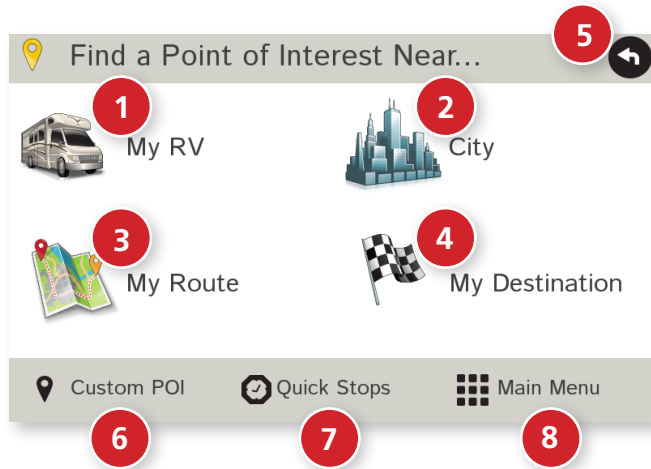 5
Find a Point of Interest Near...
1
2
My RV
City
3
4
My Route
My Destination
Custom POI
Quick Stops
Main Menu
6
7
8